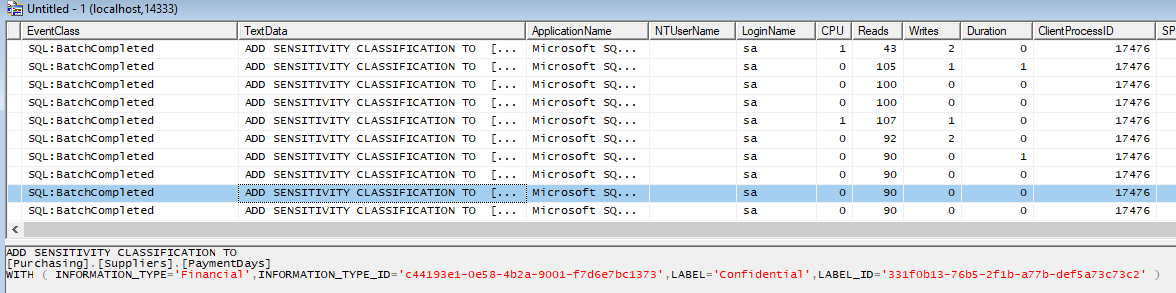 Untitled - 1 (localhost,14333)
EventClass TextData ApplicationName NTUserName LoginName CPU Reads Writes Duration ClientProcessID SP
SQL:BatchCompleted ADD SENSITIVITY CLASSIFICATION TO [... Microsoft SQ... sa 1 43 2 0 17476
SQL:BatchCompleted ADD SENSITIVITY CLASSIFICATION TO [... Microsoft SQ... sa 0 105 1 1 17476
SQL:BatchCompleted ADD SENSITIVITY CLASSIFICATION TO [... Microsoft SQ... sa 0 100 0 0 17476
SQL:BatchCompleted ADD SENSITIVITY CLASSIFICATION TO [... Microsoft SQ... sa 0 100 0 0 17476
SQL:BatchCompleted ADD SENSITIVITY CLASSIFICATION TO [... Microsoft SQ... sa 1 107 1 0 17476
SQL:BatchCompleted ADD SENSITIVITY CLASSIFICATION TO [... Microsoft SQ... sa 0 92 2 0 17476
SQL:BatchCompleted ADD SENSITIVITY CLASSIFICATION TO [... Microsoft SQ... sa 0 90 0 1 17476
SQL:BatchCompleted ADD SENSITIVITY CLASSIFICATION TO [... Microsoft SQ... sa 0 90 0 0 17476
SQL:BatchCompleted ADD SENSITIVITY CLASSIFICATION TO [... Microsoft SQ... sa 0 90 0 0 17476
SQL:BatchCompleted ADD SENSITIVITY CLASSIFICATION TO [... Microsoft SQ... sa 0 90 0 0 17476
ADD SENSITIVITY CLASSIFICATION TO
[Purchasing].[Suppliers].[PaymentDays]
WITH ( INFORMATION_TYPE='Financial',INFORMATION_TYPE_ID='c44193e1-0e58-4b2a-9001-f7d6e7bc1373',LABEL='Confidential',LABEL_ID='331f0b13-76b5-2f1b-a77b-def5a73c73c2' )